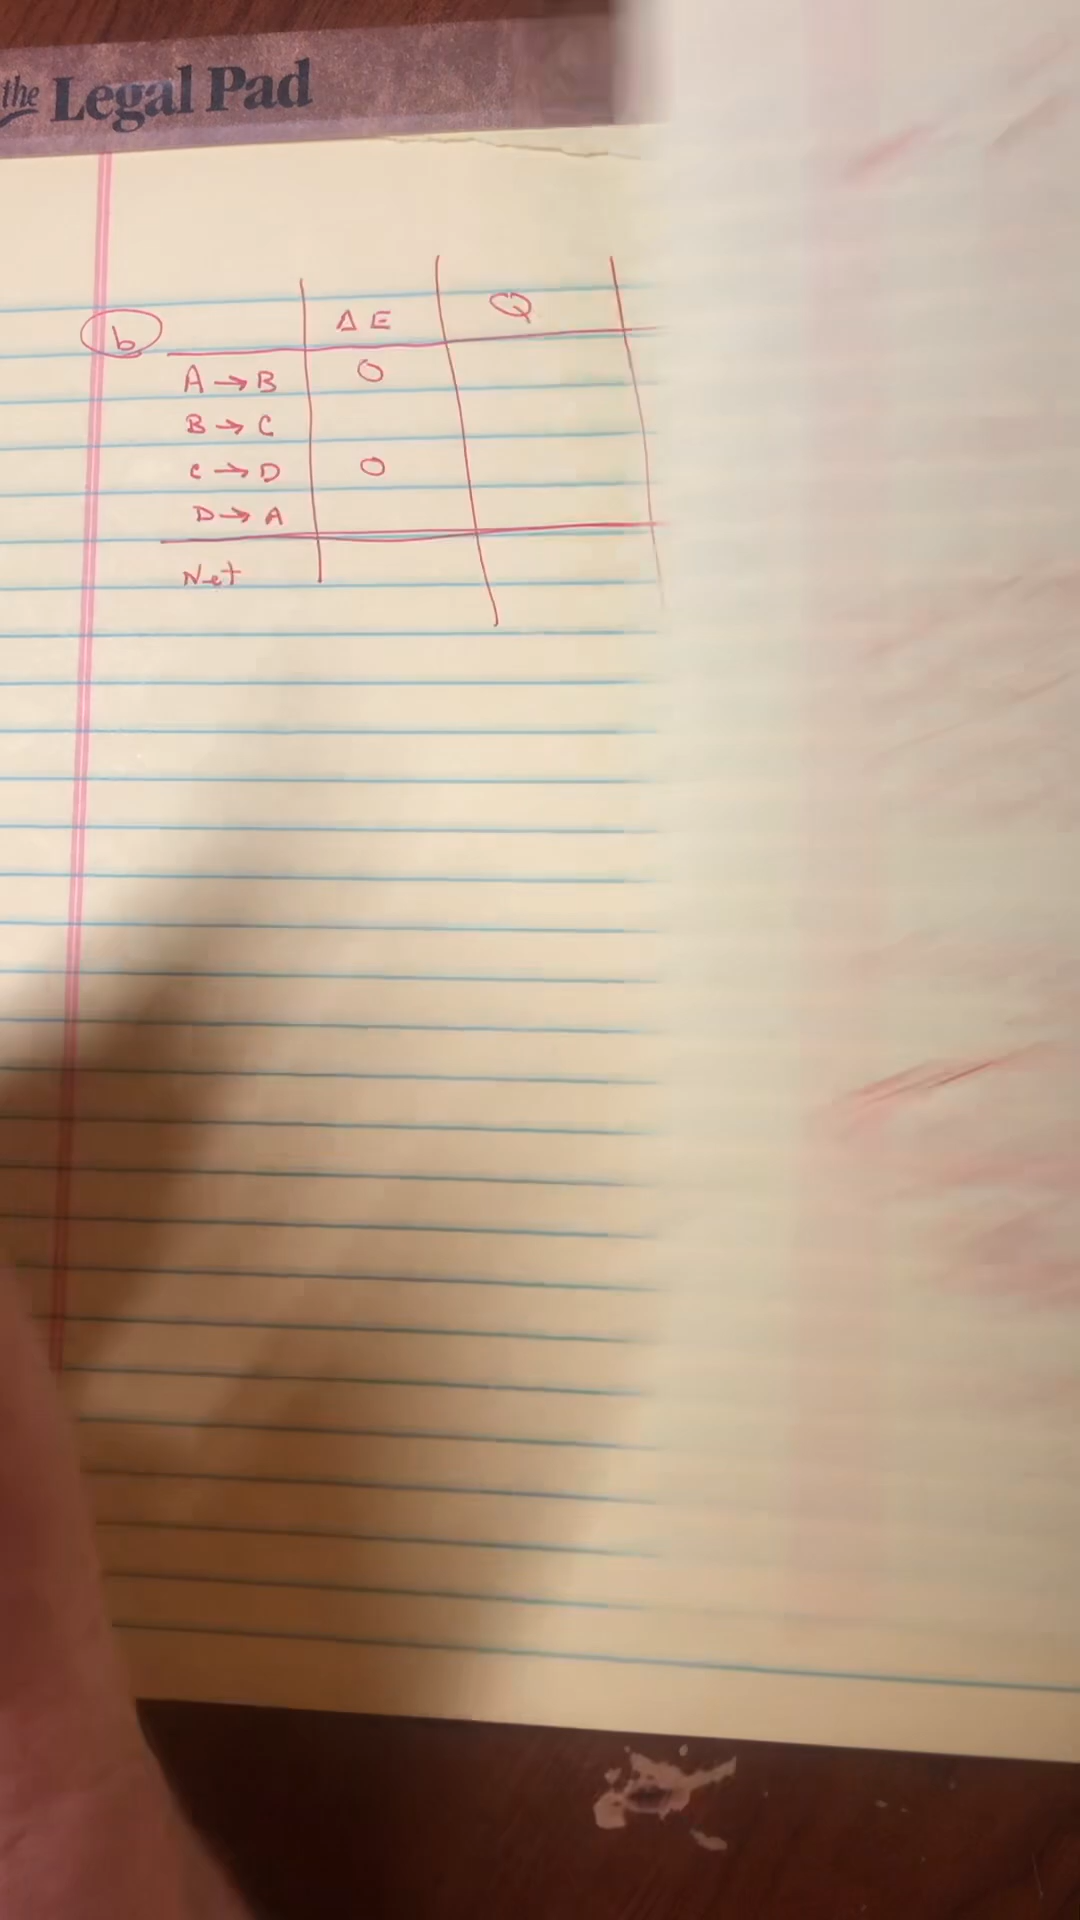 the Legal Pad
b ΔE Q
A → B 0
B → C
C → D 0
D → A
Net